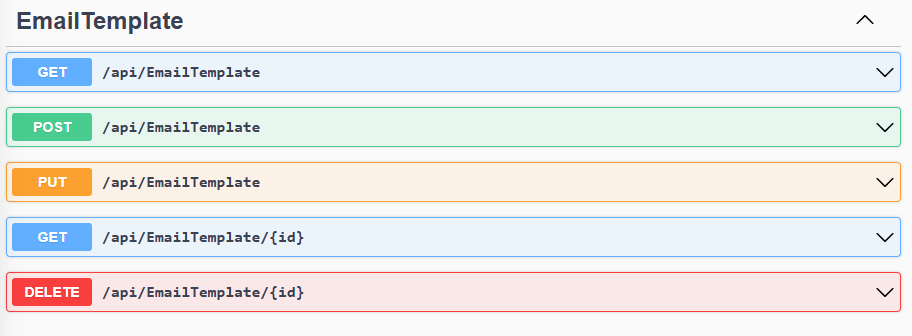 EmailTemplate
GET /api/EmailTemplate
POST /api/EmailTemplate
PUT /api/EmailTemplate
GET /api/EmailTemplate/{id}
DELETE /api/EmailTemplate/{id}